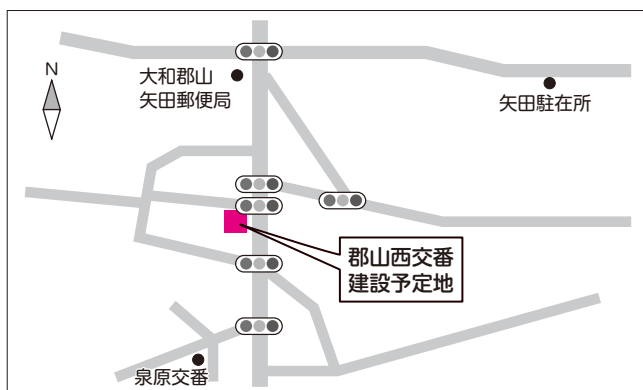 N
大和郡山
矢田郵便局
矢田駐在所
郡山西交番
建設予定地
泉原交番